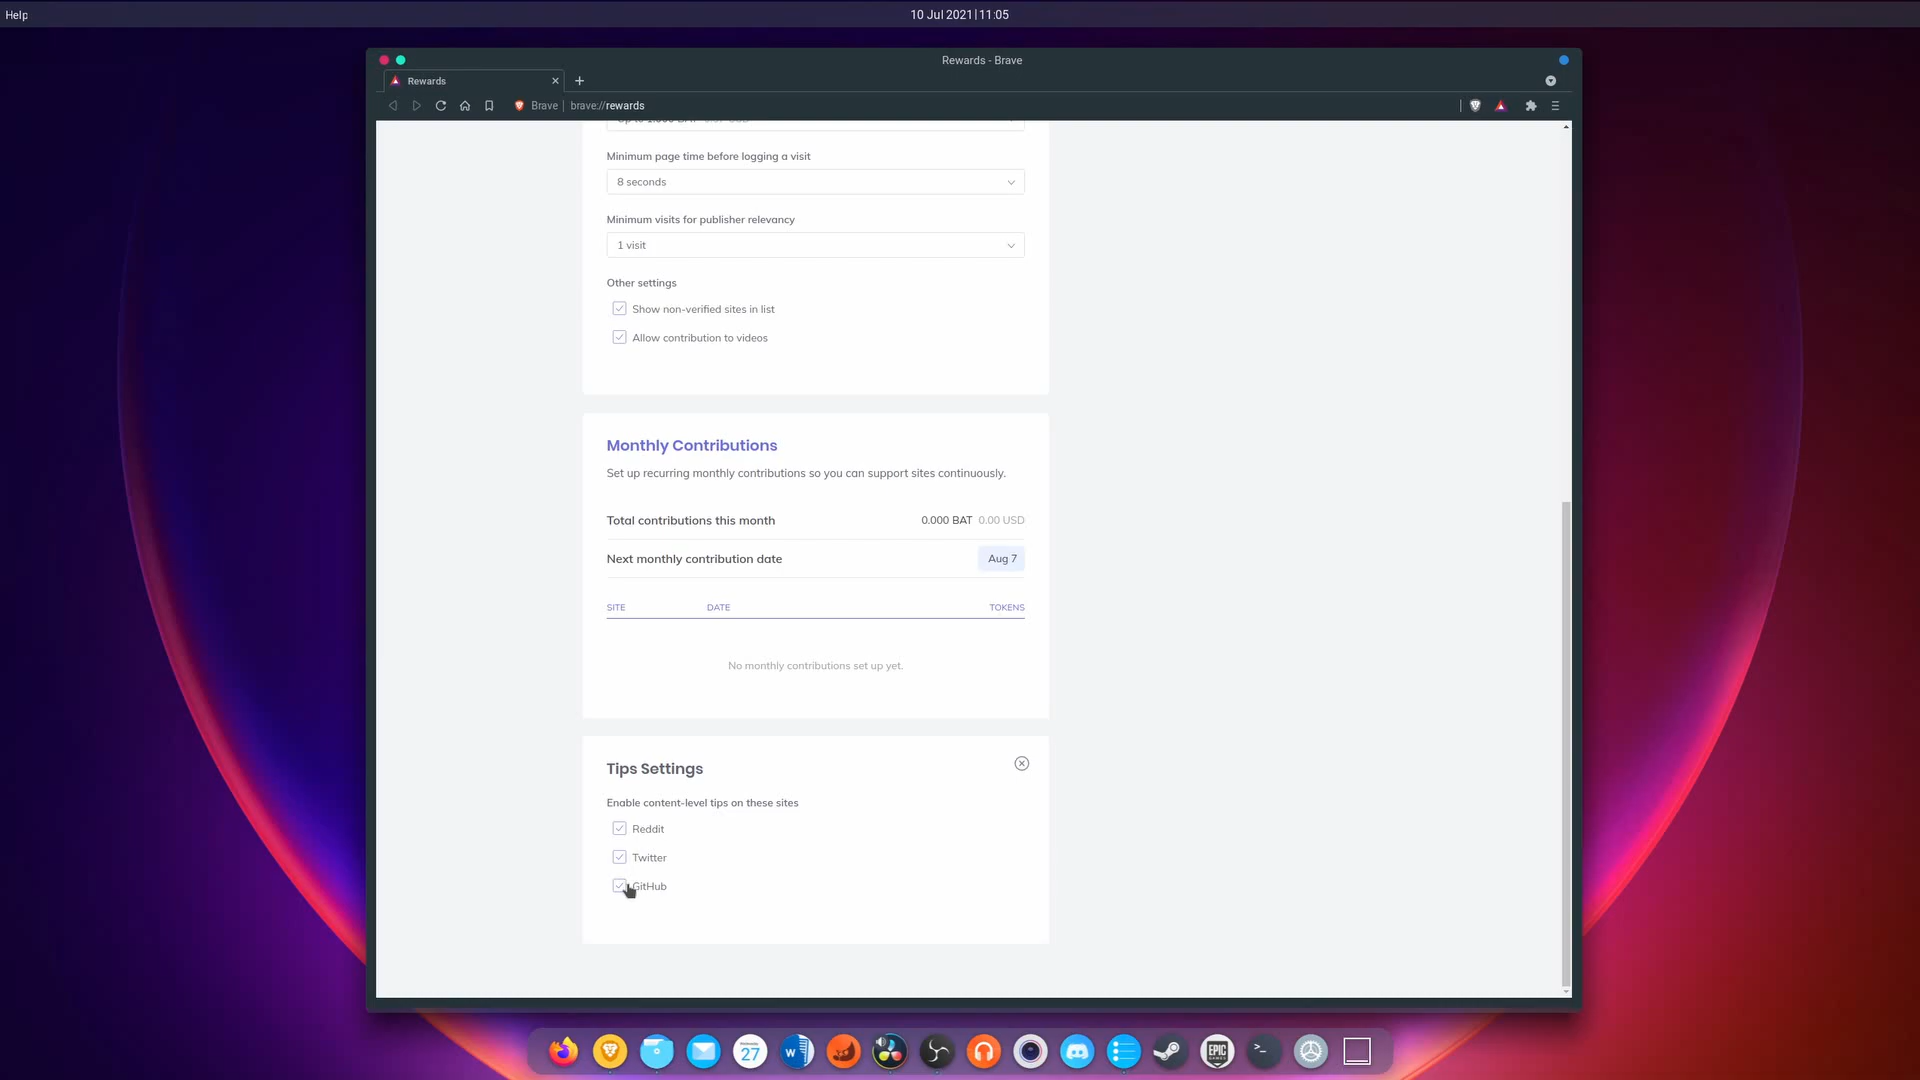 Help
10 Jul 2021 | 11:05
Rewards - Brave
Rewards
Brave | brave://rewards
Minimum page time before logging a visit
8 seconds
Minimum visits for publisher relevancy
1 visit
Other settings
Show non-verified sites in list
Allow contribution to videos
Monthly Contributions
Set up recurring monthly contributions so you can support sites continuously.
Total contributions this month 0.000 BAT 0.00 USD
Next monthly contribution date Aug 7
SITE DATE TOKENS
No monthly contributions set up yet.
Tips Settings
Enable content-level tips on these sites
Reddit
Twitter
GitHub
27
W
EPIC
GAMES
>_